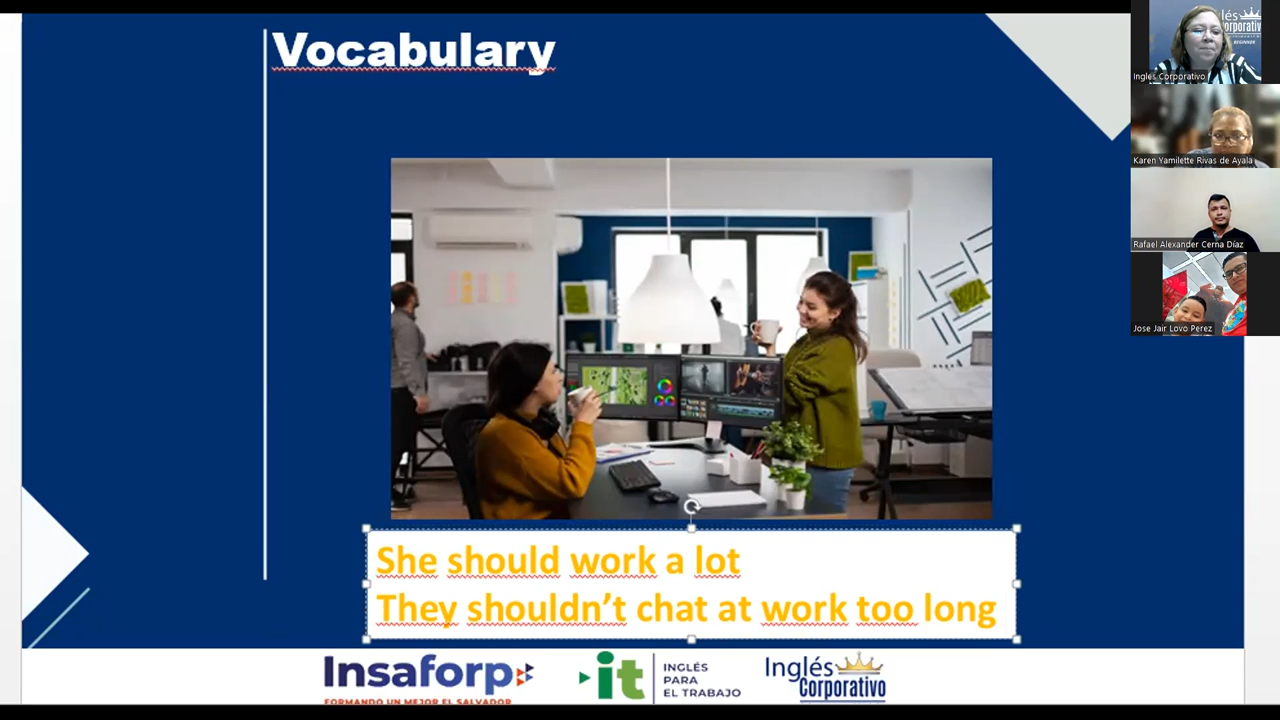 Vocabulary
She should work a lot
They shouldn't chat at work too long
Insaforp
FORMANDO UN MEJOR EL SALVADOR
it
INGLÉS
PARA
EL TRABAJO
Inglés
Corporativo
Ingles Corporativo
Karen Yamilette Rivas de Ayala
Rafael Alexander Cerna Díaz
Jose Jair Lovo Perez